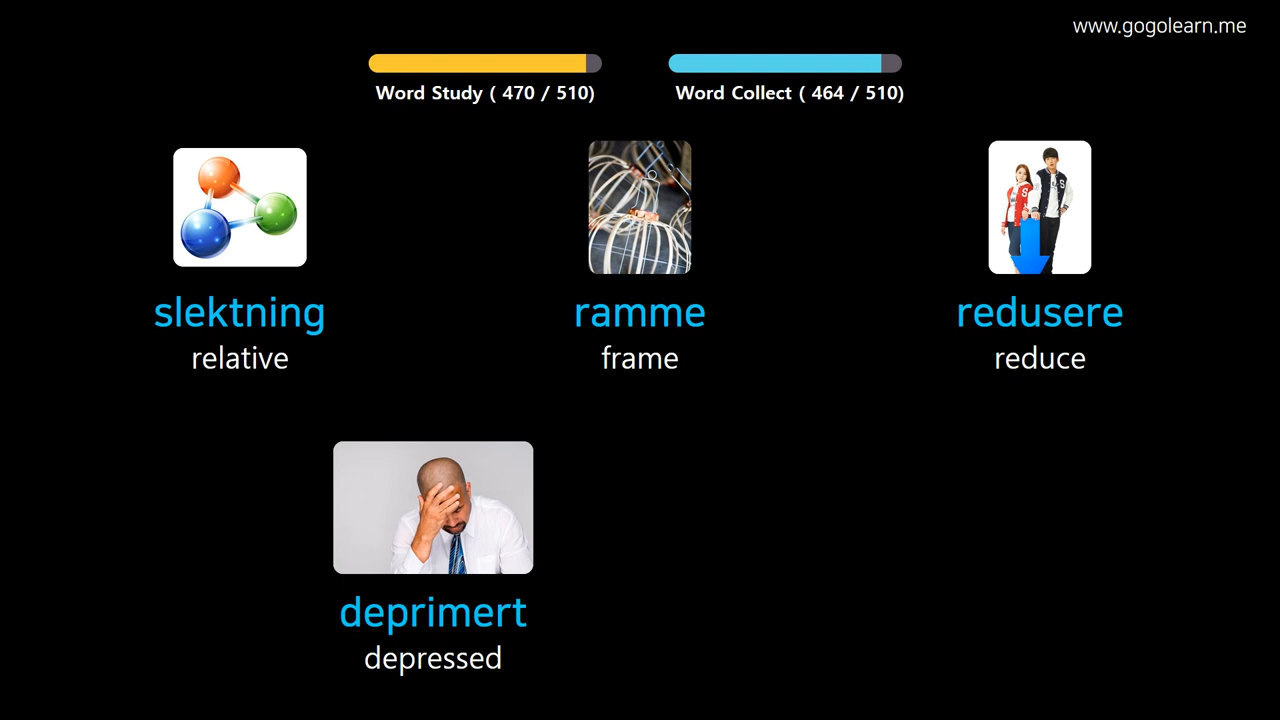 www.gogolearn.me
Word Study ( 470 / 510)
Word Collect ( 464 / 510)
slektning
relative
ramme
frame
redusere
reduce
deprimert
depressed